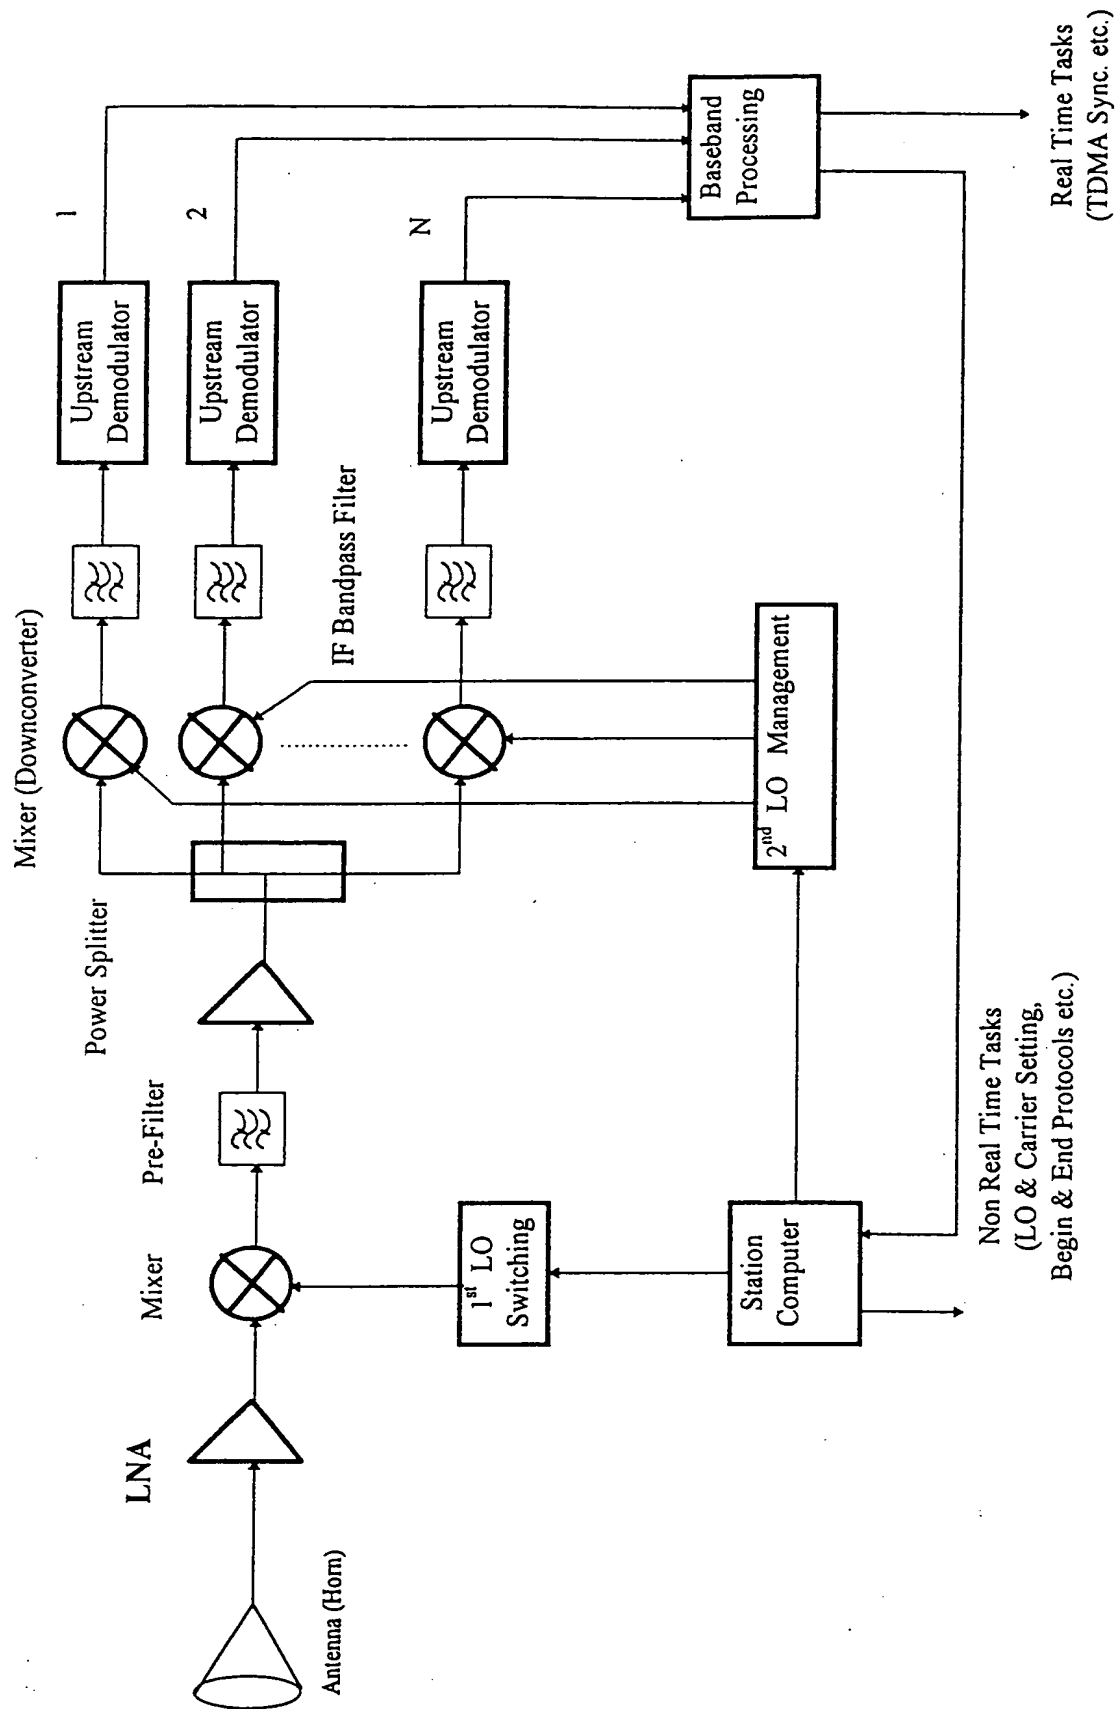 Antenna (Horn)
LNA
Mixer
Pre-Filter
Power Splitter
Mixer (Downconverter)
IF Bandpass Filter
Upstream
Demodulator
1
Upstream
Demodulator
2
Upstream
Demodulator
N
1st LO
Switching
Station
Computer
2nd LO Management
Baseband
Processing
Non Real Time Tasks
(LO & Carrier Setting,
Begin & End Protocols etc.)
Real Time Tasks
(TDMA Sync. etc.)